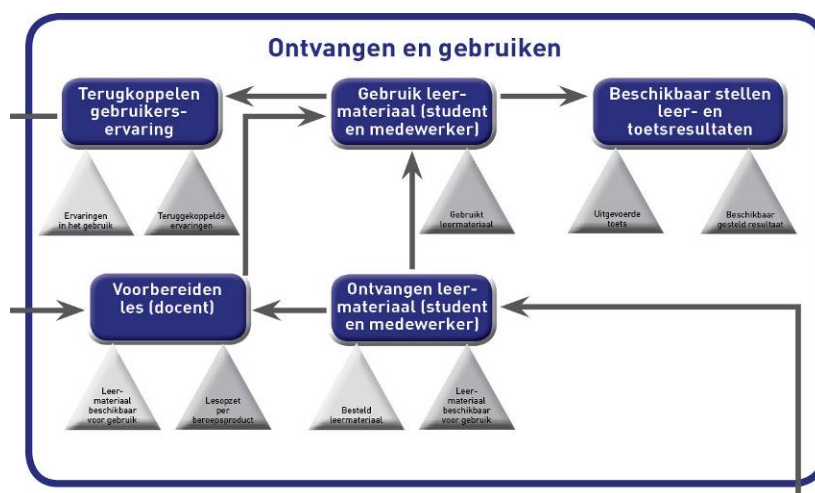 Ontvangen en gebruiken
Terugkoppelen
gebruikers-
ervaring
Gebruik leer-
materiaal (student
en medewerker)
Beschikbaar stellen
leer- en
toetsresultaten
Ervaringen
in het gebruik
Teruggekoppelde
ervaringen
Gebruikt
leermateriaal
Uitgevoerde
toets
Beschikbaar
gesteld resultaat
Voorbereiden
les (docent)
Ontvangen leer-
materiaal (student
en medewerker)
Leer-
materiaal
beschikbaar
voor gebruik
Lesopzet
per
beroepsproduct
Besteld
leermateriaal
Leer-
materiaal
beschikbaar
voor gebruik